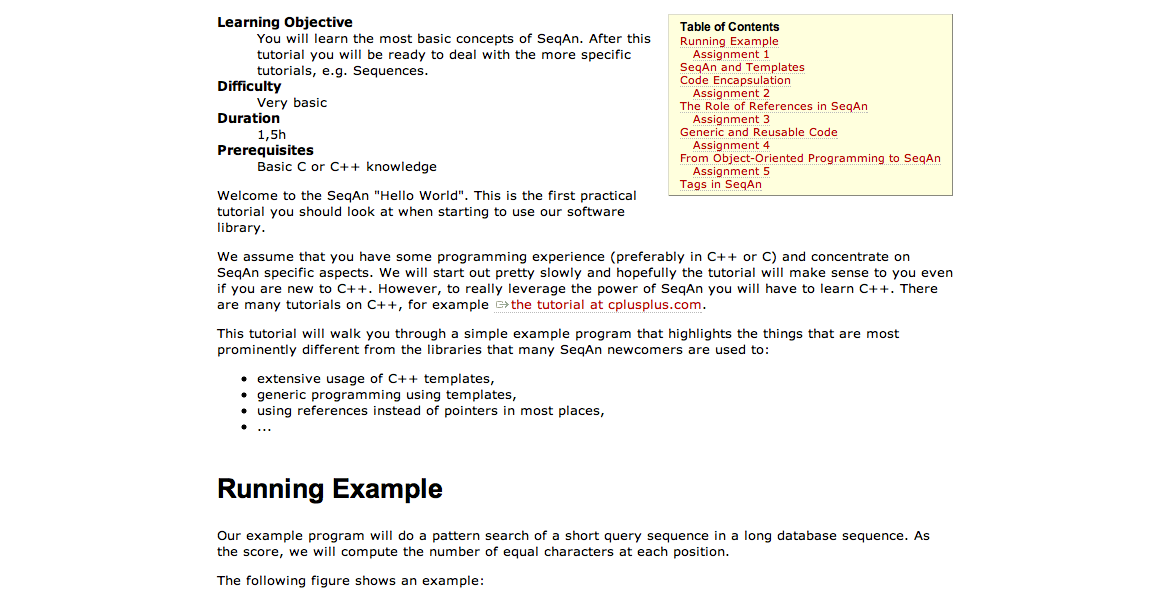 Learning Objective
You will learn the most basic concepts of SeqAn. After this
tutorial you will be ready to deal with the more specific
tutorials, e.g. Sequences.
Difficulty
Very basic
Duration
1,5h
Prerequisites
Basic C or C++ knowledge
Table of Contents
Running Example
Assignment 1
SeqAn and Templates
Code Encapsulation
Assignment 2
The Role of References in SeqAn
Assignment 3
Generic and Reusable Code
Assignment 4
From Object-Oriented Programming to SeqAn
Assignment 5
Tags in SeqAn
Welcome to the SeqAn "Hello World". This is the first practical
tutorial you should look at when starting to use our software
library.
We assume that you have some programming experience (preferably in C++ or C) and concentrate on
SeqAn specific aspects. We will start out pretty slowly and hopefully the tutorial will make sense to you even
if you are new to C++. However, to really leverage the power of SeqAn you will have to learn C++. There
are many tutorials on C++, for example the tutorial at cplusplus.com.
This tutorial will walk you through a simple example program that highlights the things that are most
prominently different from the libraries that many SeqAn newcomers are used to:
• extensive usage of C++ templates,
• generic programming using templates,
• using references instead of pointers in most places,
• ...
Running Example
Our example program will do a pattern search of a short query sequence in a long database sequence. As
the score, we will compute the number of equal characters at each position.
The following figure shows an example: